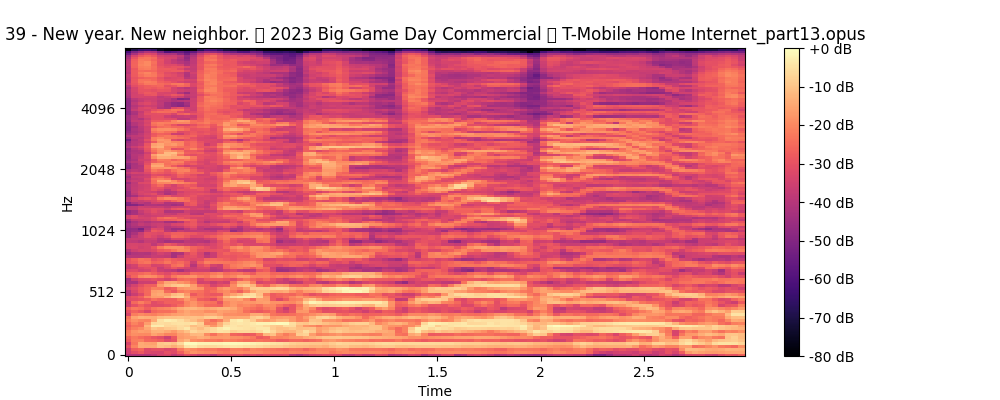 39 - New year. New neighbor. 2023 Big Game Day Commercial T-Mobile Home Internet_part13.opus
+0 dB
4096
-10 dB
-20 dB
2048
-30 dB
Hz
-40 dB
1024
-50 dB
512
-60 dB
-70 dB
0
-80 dB
0 0.5 1 1.5 2 2.5
Time